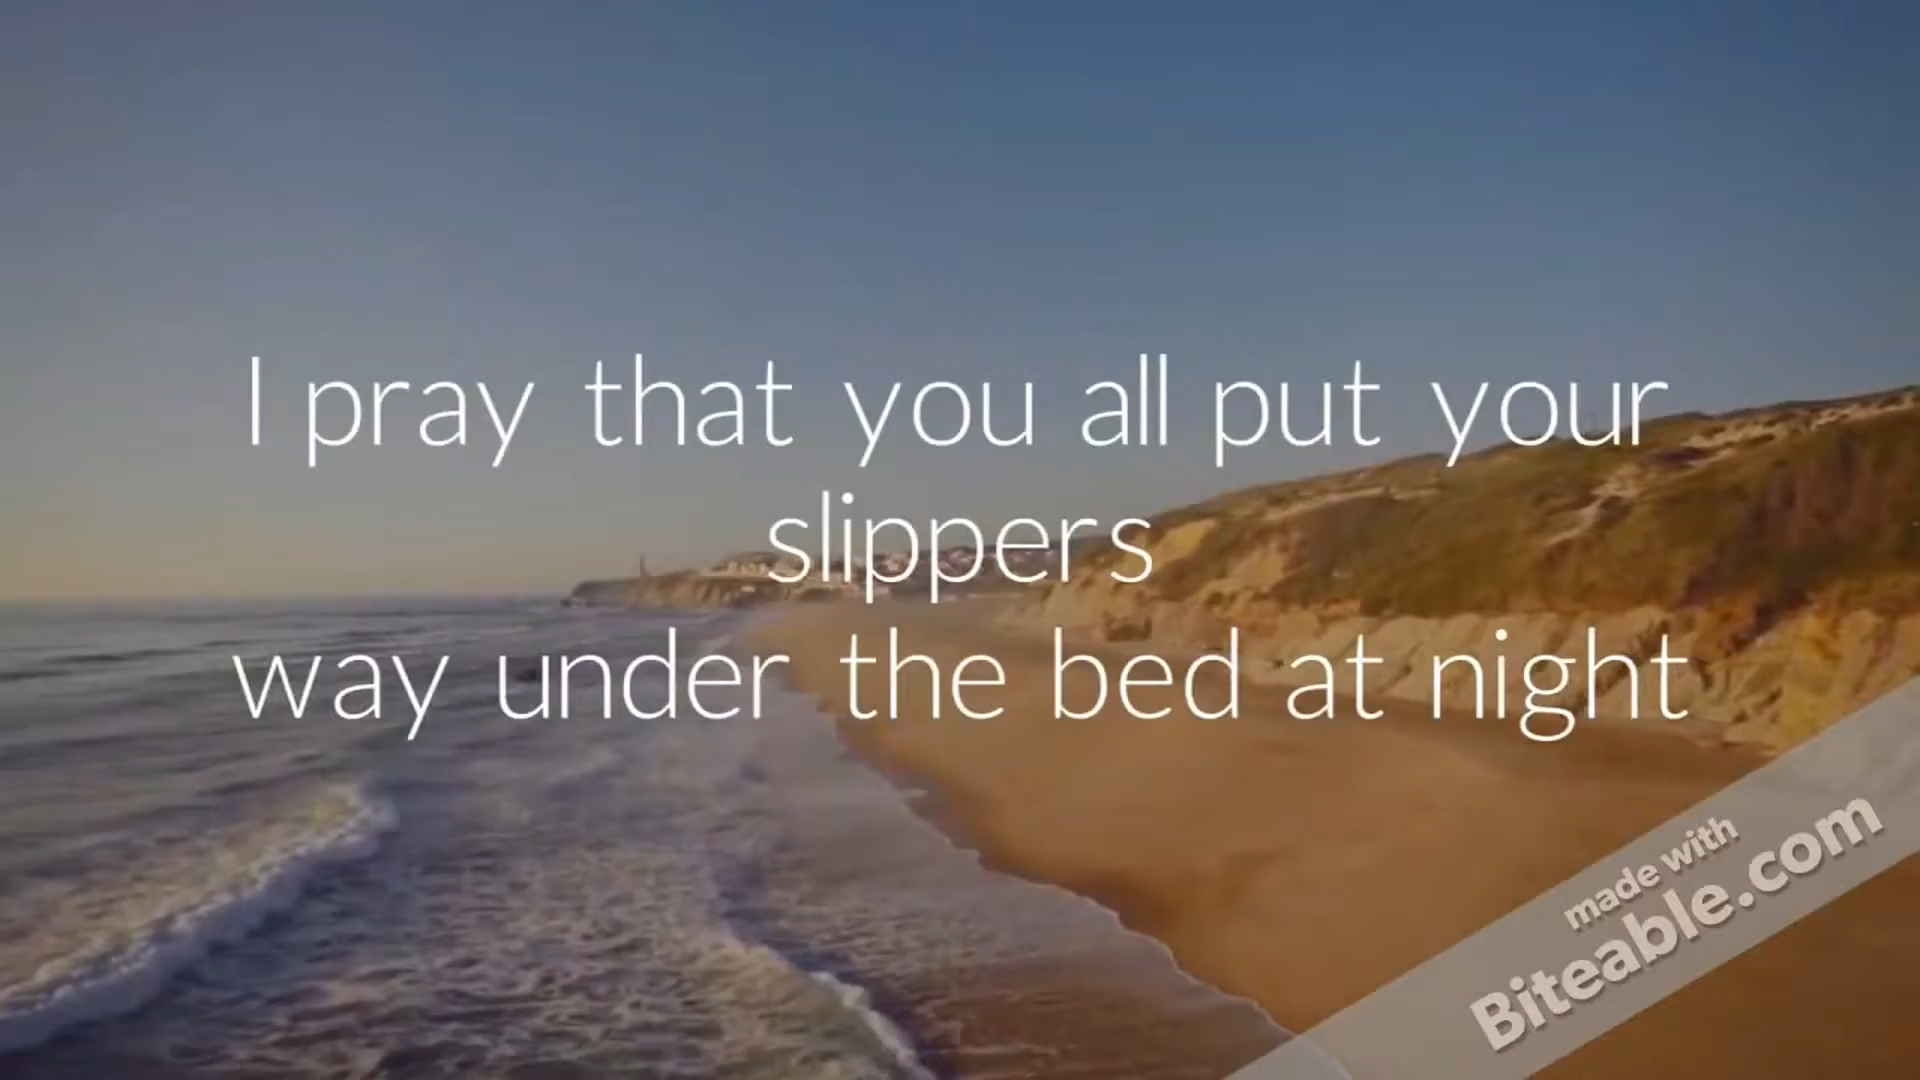 I pray that you all put your
slippers
way under the bed at night
made with
Biteable.com